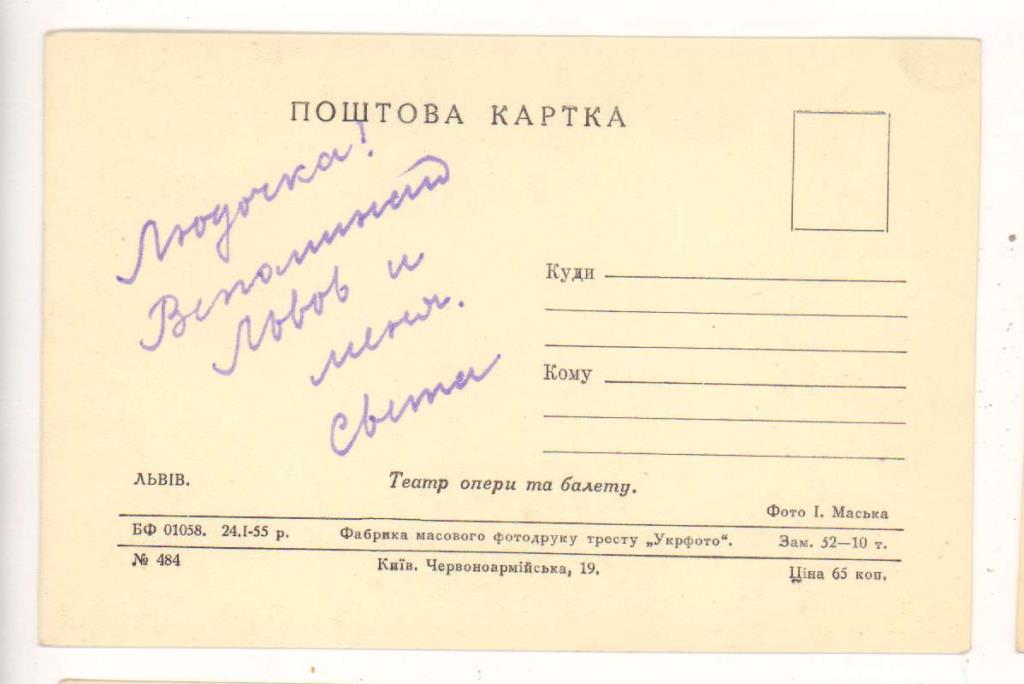 ПОШТОВА КАРТКА
Людочка!
Вспоминай
Львов и
меня.
Света
Куди
Кому
ЛЬВІВ.
Театр опери та балету.
Фото І. Маська
БФ 01058. 24.I-55 р. Фабрика масового фотодруку тресту „Укрфото“. Зам. 52—10 т.
№ 484 Київ. Червоноармійська, 19. Ціна 65 коп.